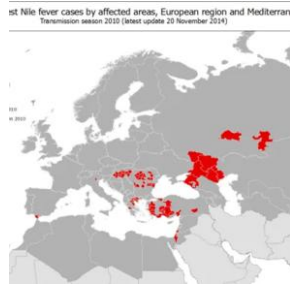 est Nile fever cases by affected areas, European region and Mediterran
Transmission season 2010 (latest update 20 November 2014)
2010